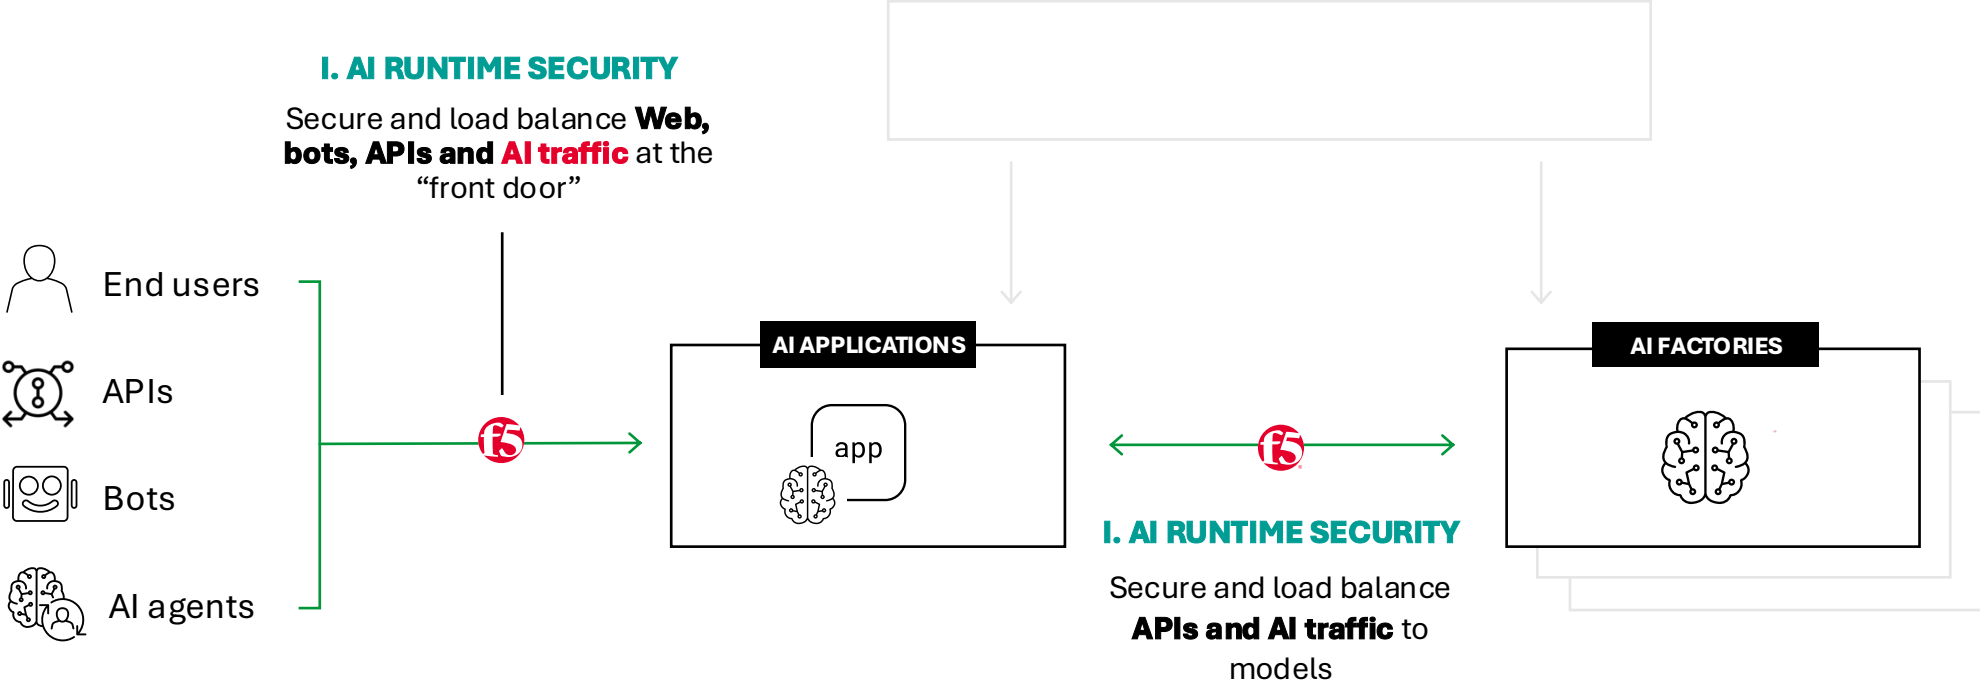 I. AI RUNTIME SECURITY
Secure and load balance Web,
bots, APIs and AI traffic at the
“front door”
End users
APIs
Bots
AI agents
f5
AI APPLICATIONS
app
f5
I. AI RUNTIME SECURITY
Secure and load balance
APIs and AI traffic to
models
AI FACTORIES